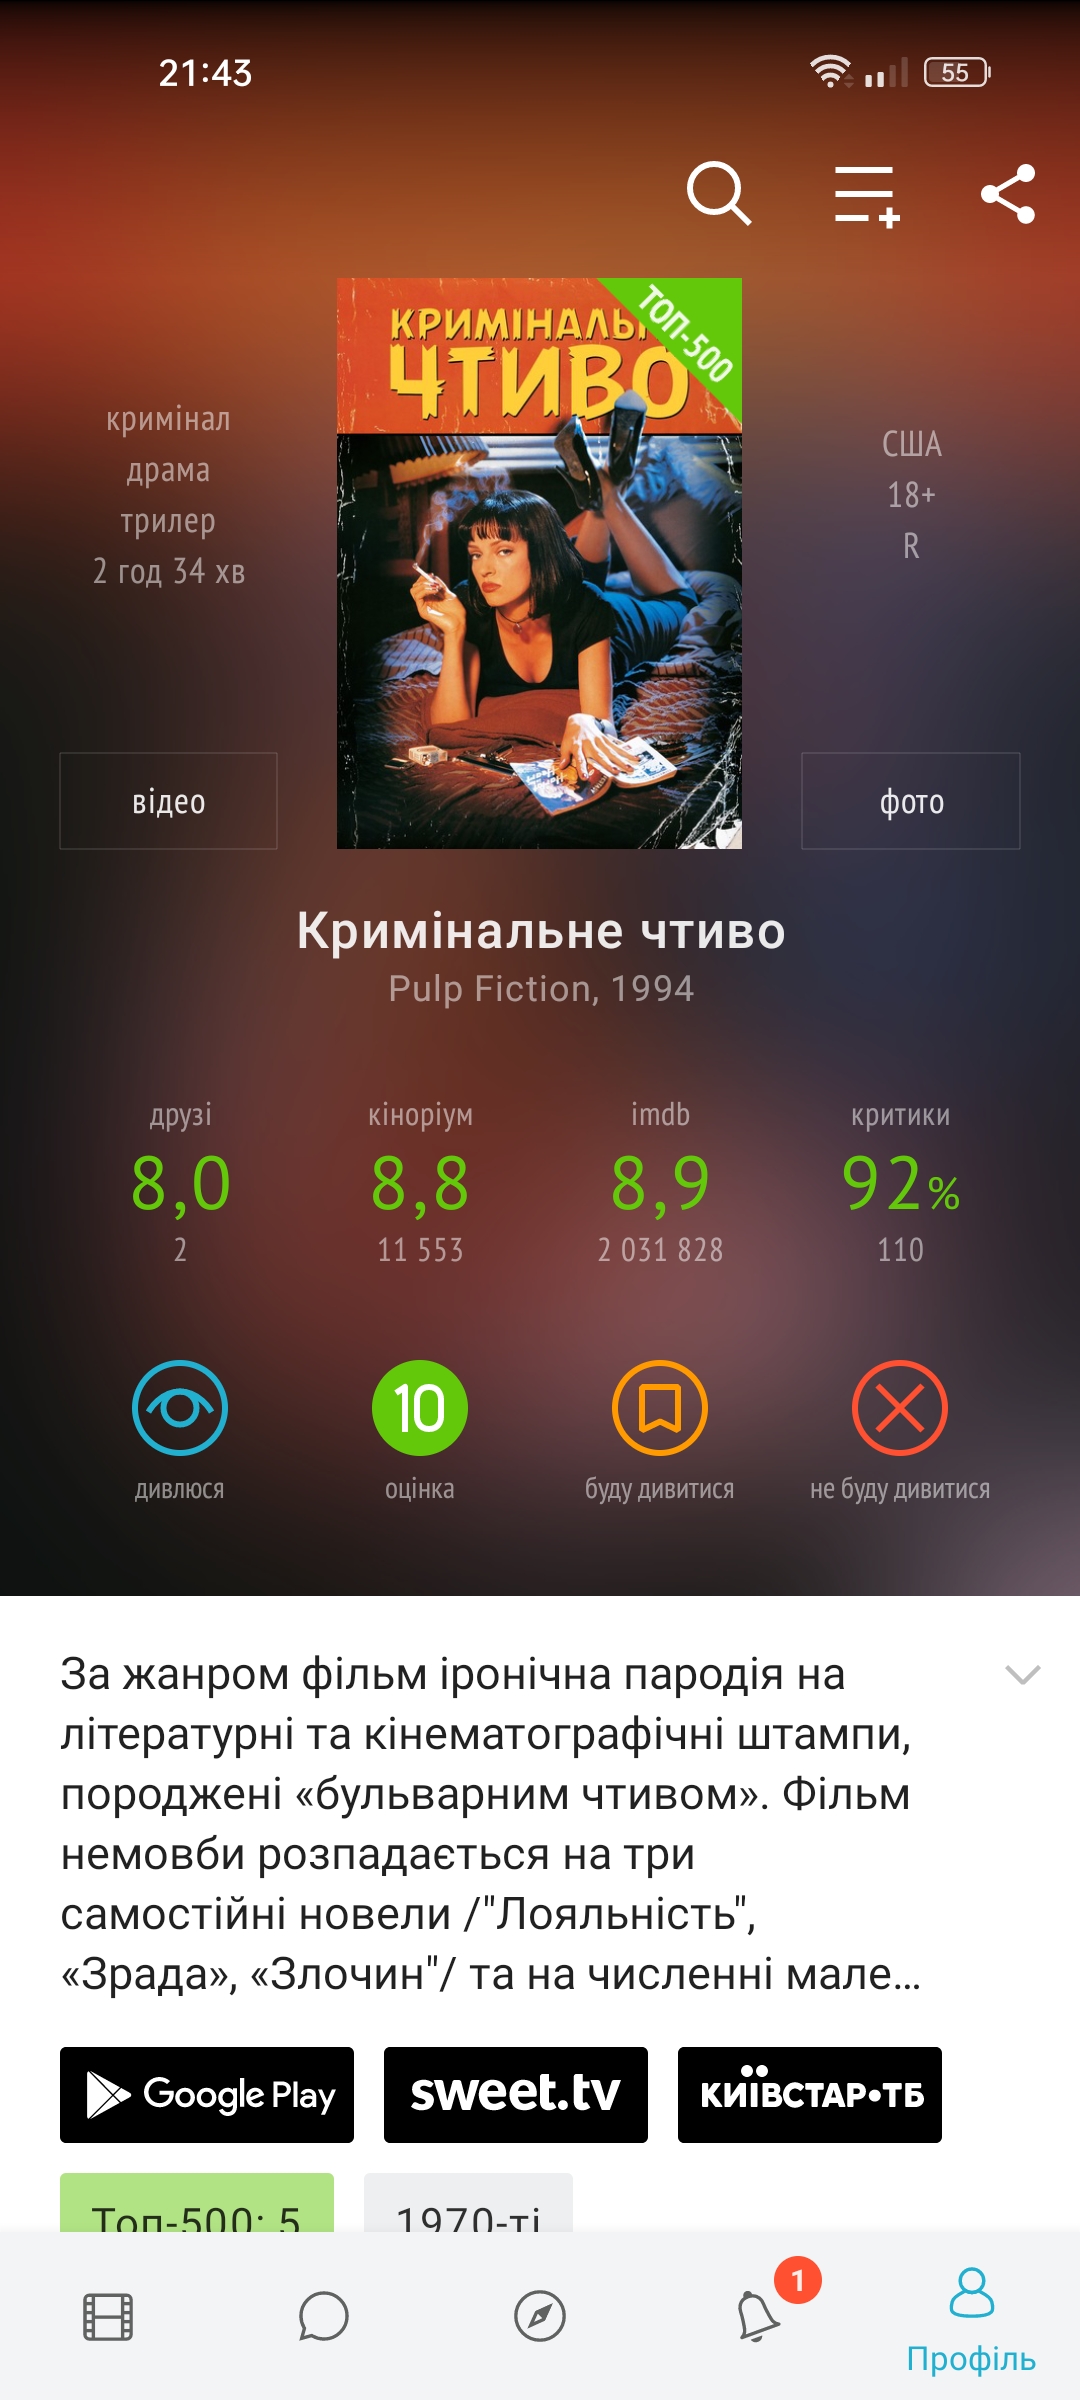 21:43
55
КРИМІНАЛЬ
ЧТИВО
ТОП-500
кримінал
драма
трилер
2 год 34 хв
США
18+
R
відео
фото
Кримінальне чтиво
Pulp Fiction, 1994
друзі
8,0
2
кіноріум
8,8
11 553
imdb
8,9
2 031 828
критики
92%
110
10
дивлюся
оцінка
буду дивитися
не буду дивитися
За жанром фільм іронічна пародія на
літературні та кінематографічні штампи,
породжені «бульварним чтивом». Фільм
немовби розпадається на три
самостійні новели /"Лояльність",
«Зрада», «Злочин"/ та на численні мале...
Google Play
sweet.tv
КИЇВСТАР•ТБ
Топ-500: 5
1970-ті
1
Профіль